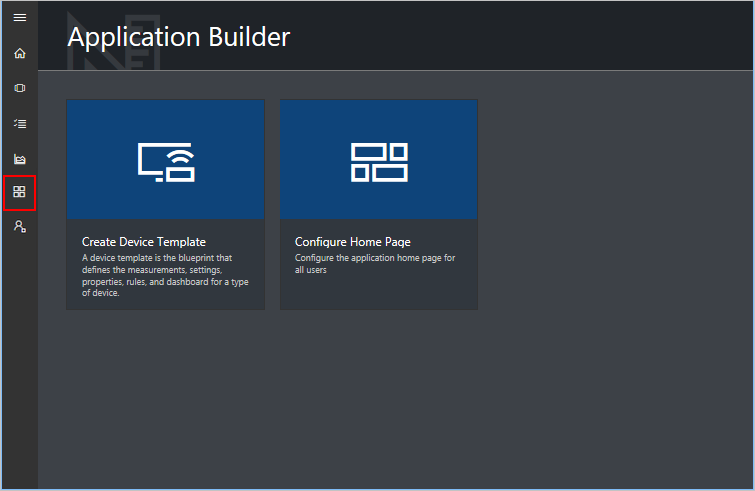 Application Builder
Create Device Template
A device template is the blueprint that
defines the measurements, settings,
properties, rules, and dashboard for a type
of device.
Configure Home Page
Configure the application home page for
all users